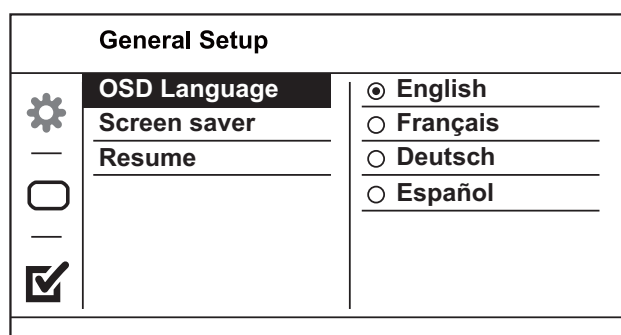 General Setup
OSD Language
Screen saver
Resume
English
Français
Deutsch
Español